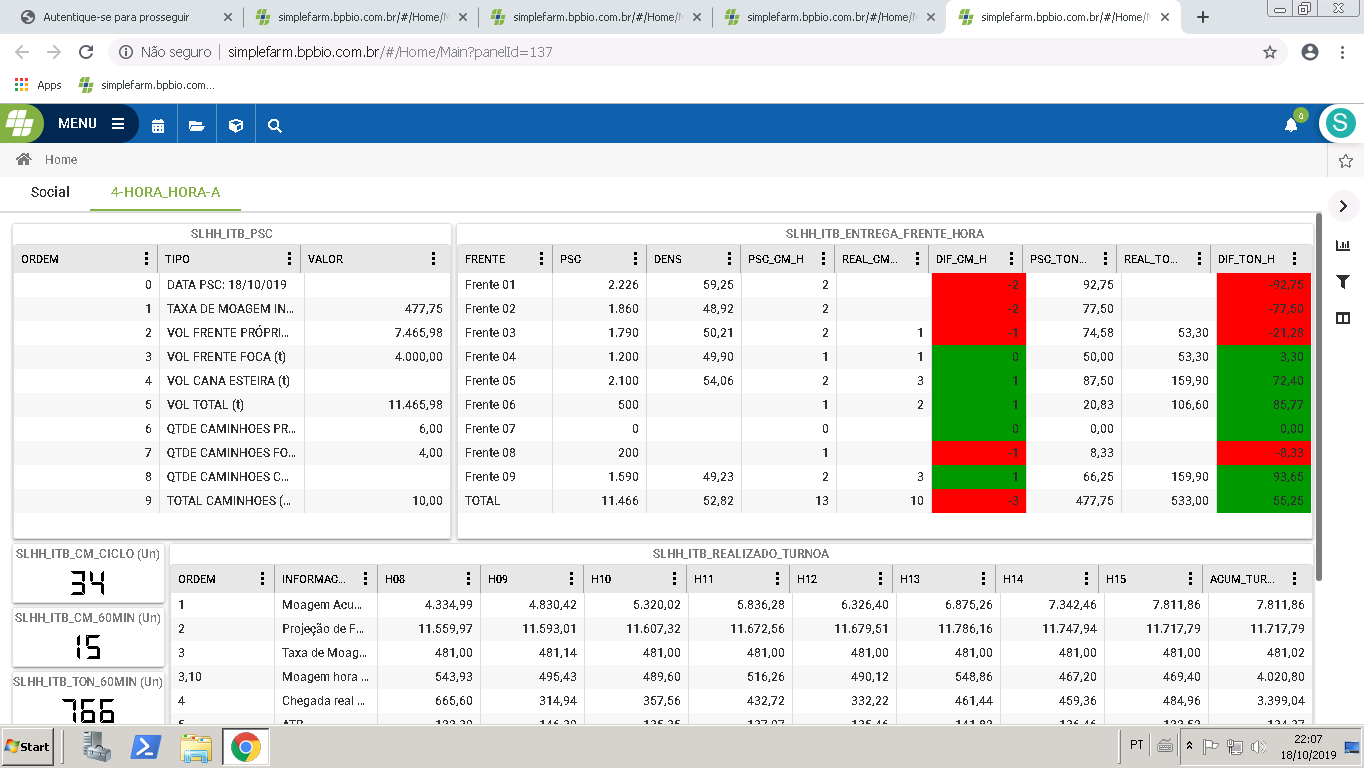 Autentique-se para prosseguir
simplefarm.bpbio.com.br/#/Home/M
simplefarm.bpbio.com.br/#/Home/M
simplefarm.bpbio.com.br/#/Home/M
simplefarm.bpbio.com.br/#/Home/M
Não seguro simplefarm.bpbio.com.br/#/Home/Main?panelId=137
Apps simplefarm.bpbio.com...
MENU 0 S
Home
Social 4-HORA_HORA-A
SLHH_ITB_PSC
ORDEM TIPO VALOR
0 DATA PSC: 18/10/019
1 TAXA DE MOAGEM IN... 477,75
2 VOL FRENTE PRÓPRI... 7.465,98
3 VOL FRENTE FOCA (t) 4.000,00
4 VOL CANA ESTEIRA (t)
5 VOL TOTAL (t) 11.465,98
6 QTDE CAMINHOES PR... 6,00
7 QTDE CAMINHOES FO... 4,00
8 QTDE CAMINHOES C...
9 TOTAL CAMINHOES (... 10,00
SLHH_ITB_ENTREGA_FRENTE_HORA
FRENTE PSC DENS PSC_CM_H REAL_CM... DIF_CM_H PSC_TON... REAL_TO... DIF_TON_H
Frente 01 2.226 59,25 2 -2 92,75 -92,75
Frente 02 1.860 48,92 2 -2 77,50 -77,50
Frente 03 1.790 50,21 2 1 -1 74,58 53,30 -21,28
Frente 04 1.200 49,90 1 1 0 50,00 53,30 3,30
Frente 05 2.100 54,06 2 3 1 87,50 159,90 72,40
Frente 06 500 1 2 1 20,83 106,60 85,77
Frente 07 0 0 0 0,00 0,00
Frente 08 200 1 -1 8,33 -8,33
Frente 09 1.590 49,23 2 3 1 66,25 159,90 93,65
TOTAL 11.466 52,82 13 10 -3 477,75 533,00 55,25
SLHH_ITB_CM_CICLO (Un)
34
SLHH_ITB_CM_60MIN (Un)
15
SLHH_ITB_TON_60MIN (Un)
766
SLHH_ITB_REALIZADO_TURNOA
ORDEM INFORMAC... H08 H09 H10 H11 H12 H13 H14 H15 ACUM_TUR...
1 Moagem Acu... 4.334,99 4.830,42 5.320,02 5.836,28 6.326,40 6.875,26 7.342,46 7.811,86 7.811,86
2 Projeção de F... 11.559,97 11.593,01 11.607,32 11.672,56 11.679,51 11.786,16 11.747,94 11.717,79 11.717,79
3 Taxa de Moag... 481,00 481,14 481,00 481,00 481,00 481,00 481,00 481,00 481,02
3,10 Moagem hora ... 543,93 495,43 489,60 516,26 490,12 548,86 467,20 469,40 4.020,80
4 Chegada real ... 665,60 314,94 357,56 432,72 332,22 461,44 459,36 484,96 3.399,04
Start PT 22:07
18/10/2019